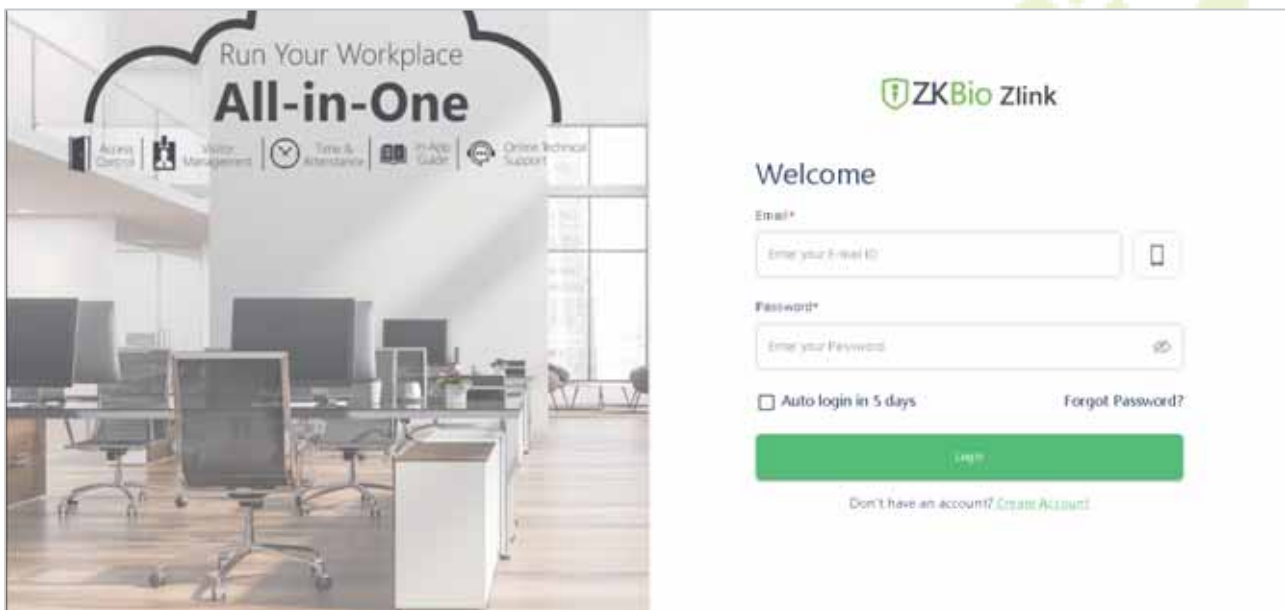 Run Your Workplace
All-in-One
Access
Control
Visitor
Management
Time &
Attendance
In-App
Guide
Online Technical
Support
ZKBio Zlink
Welcome
Email*
Enter your E-mail ID
Password*
Enter your Password
Auto login in 5 days
Forgot Password?
Login
Don't have an account? Create Account